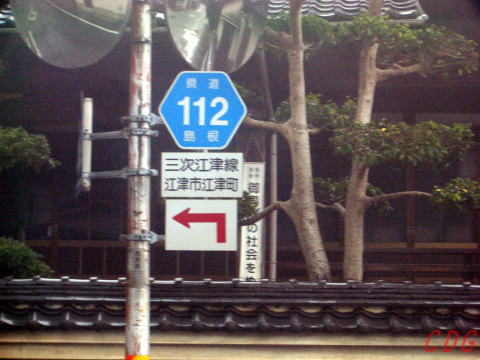 県道
112
島根
三次江津線
江津市江津町
の社会を
CDG